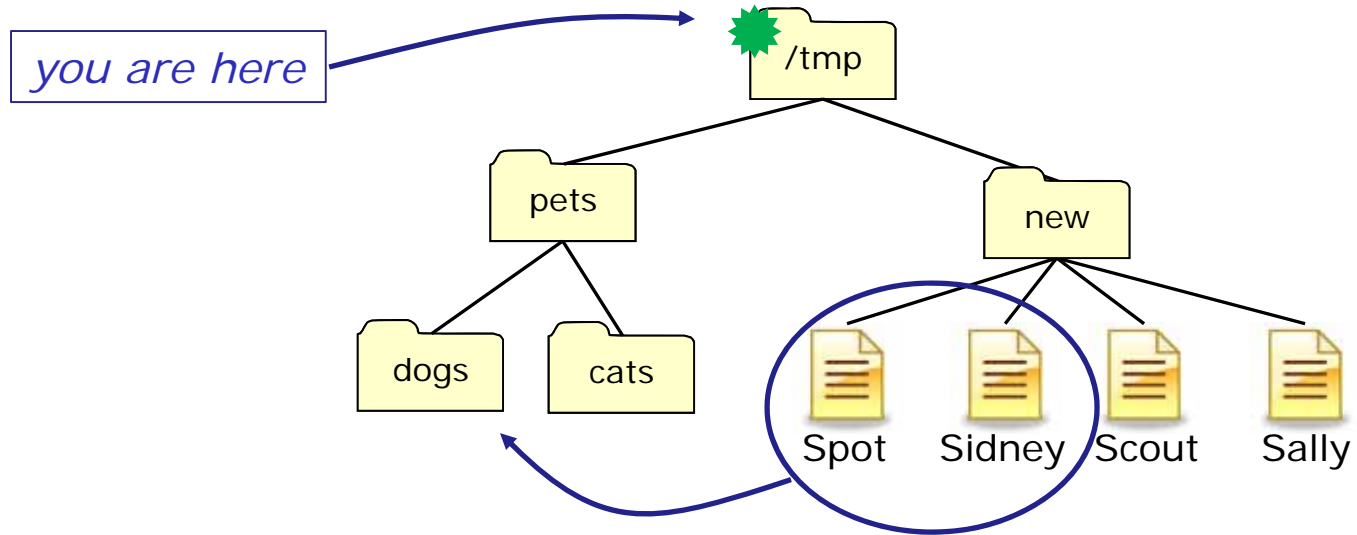 you are here
/tmp
pets
new
dogs
cats
Spot
Sidney
Scout
Sally